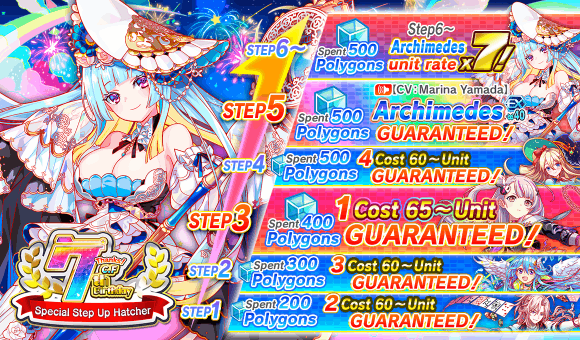 STEP6~
Spent 500
Polygons
Step6~
Archimedes
unit rate x7!
STEP5
Spent 500
Polygons
【CV:Marina Yamada】
Archimedes
GUARANTEED!
STEP4
Spent 500
Polygons
4 Cost 60~Unit
GUARANTEED!
STEP3
Spent 400
Polygons
1 Cost 65~Unit
GUARANTEED!
STEP2
Spent 300
Polygons
3 Cost 60~Unit
GUARANTEED!
STEP1
Spent 200
Polygons
2 Cost 60~Unit
GUARANTEED!
Thanks!!
7th
Birthday
Special Step Up Hatcher